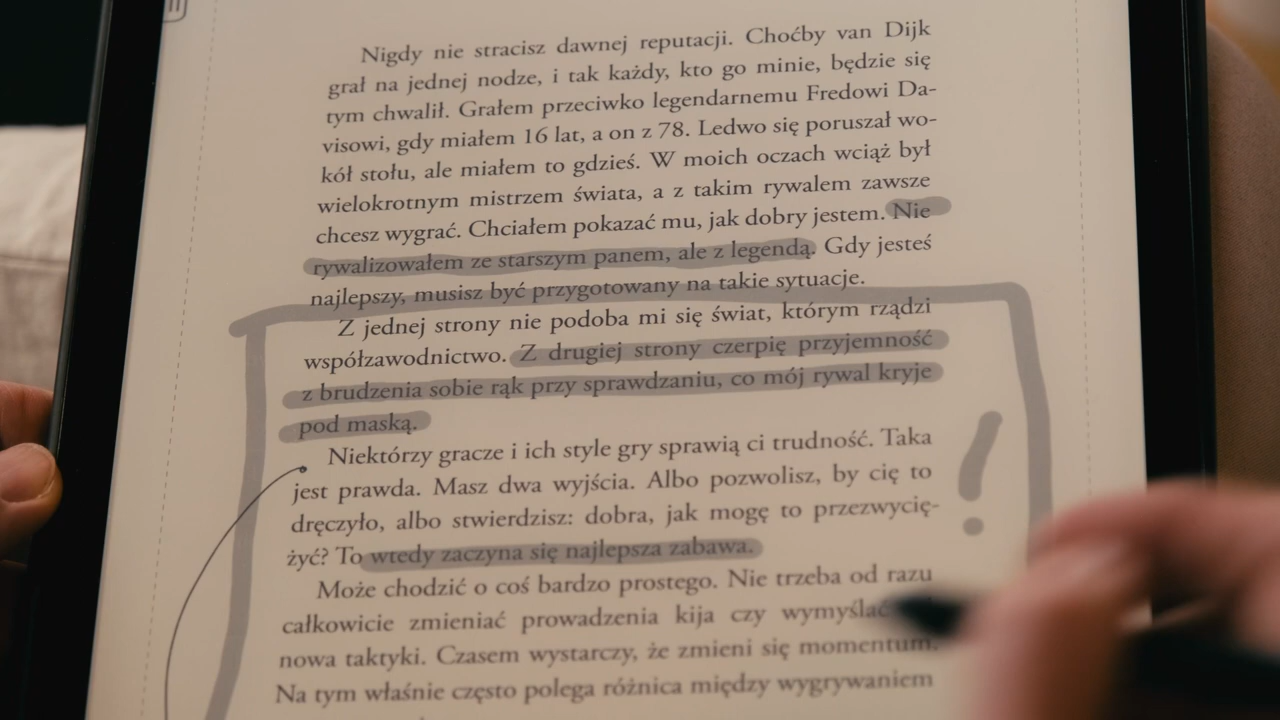 Nigdy nie stracisz dawnej reputacji. Choćby van Dijk
grał na jednej nodze, i tak każdy, kto go minie, będzie się
tym chwalił. Grałem przeciwko legendarnemu Fredowi Da-
visowi, gdy miałem 16 lat, a on z 78. Ledwo się poruszał wo-
kół stołu, ale miałem to gdzieś. W moich oczach wciąż był
wielokrotnym mistrzem świata, a z takim rywalem zawsze
chcesz wygrać. Chciałem pokazać mu, jak dobry jestem. Nie
rywalizowałem ze starszym panem, ale z legendą. Gdy jesteś
najlepszy, musisz być przygotowany na takie sytuacje.
Z jednej strony nie podoba mi się świat, którym rządzi
współzawodnictwo. Z drugiej strony czerpię przyjemność
z brudzenia sobie rąk przy sprawdzaniu, co mój rywal kryje
pod maską.
Niektórzy gracze i ich style gry sprawią ci trudność. Taka
jest prawda. Masz dwa wyjścia. Albo pozwolisz, by cię to
dręczyło, albo stwierdzisz: dobra, jak mogę to przezwycię-
żyć? To wtedy zaczyna się najlepsza zabawa.
!
Może chodzić o coś bardzo prostego. Nie trzeba od razu
całkowicie zmieniać prowadzenia kija czy
nowa taktyki. Czasem wystarczy, że zmieni się momentum.
Na tym właśnie często polega różnica między wygrywaniem